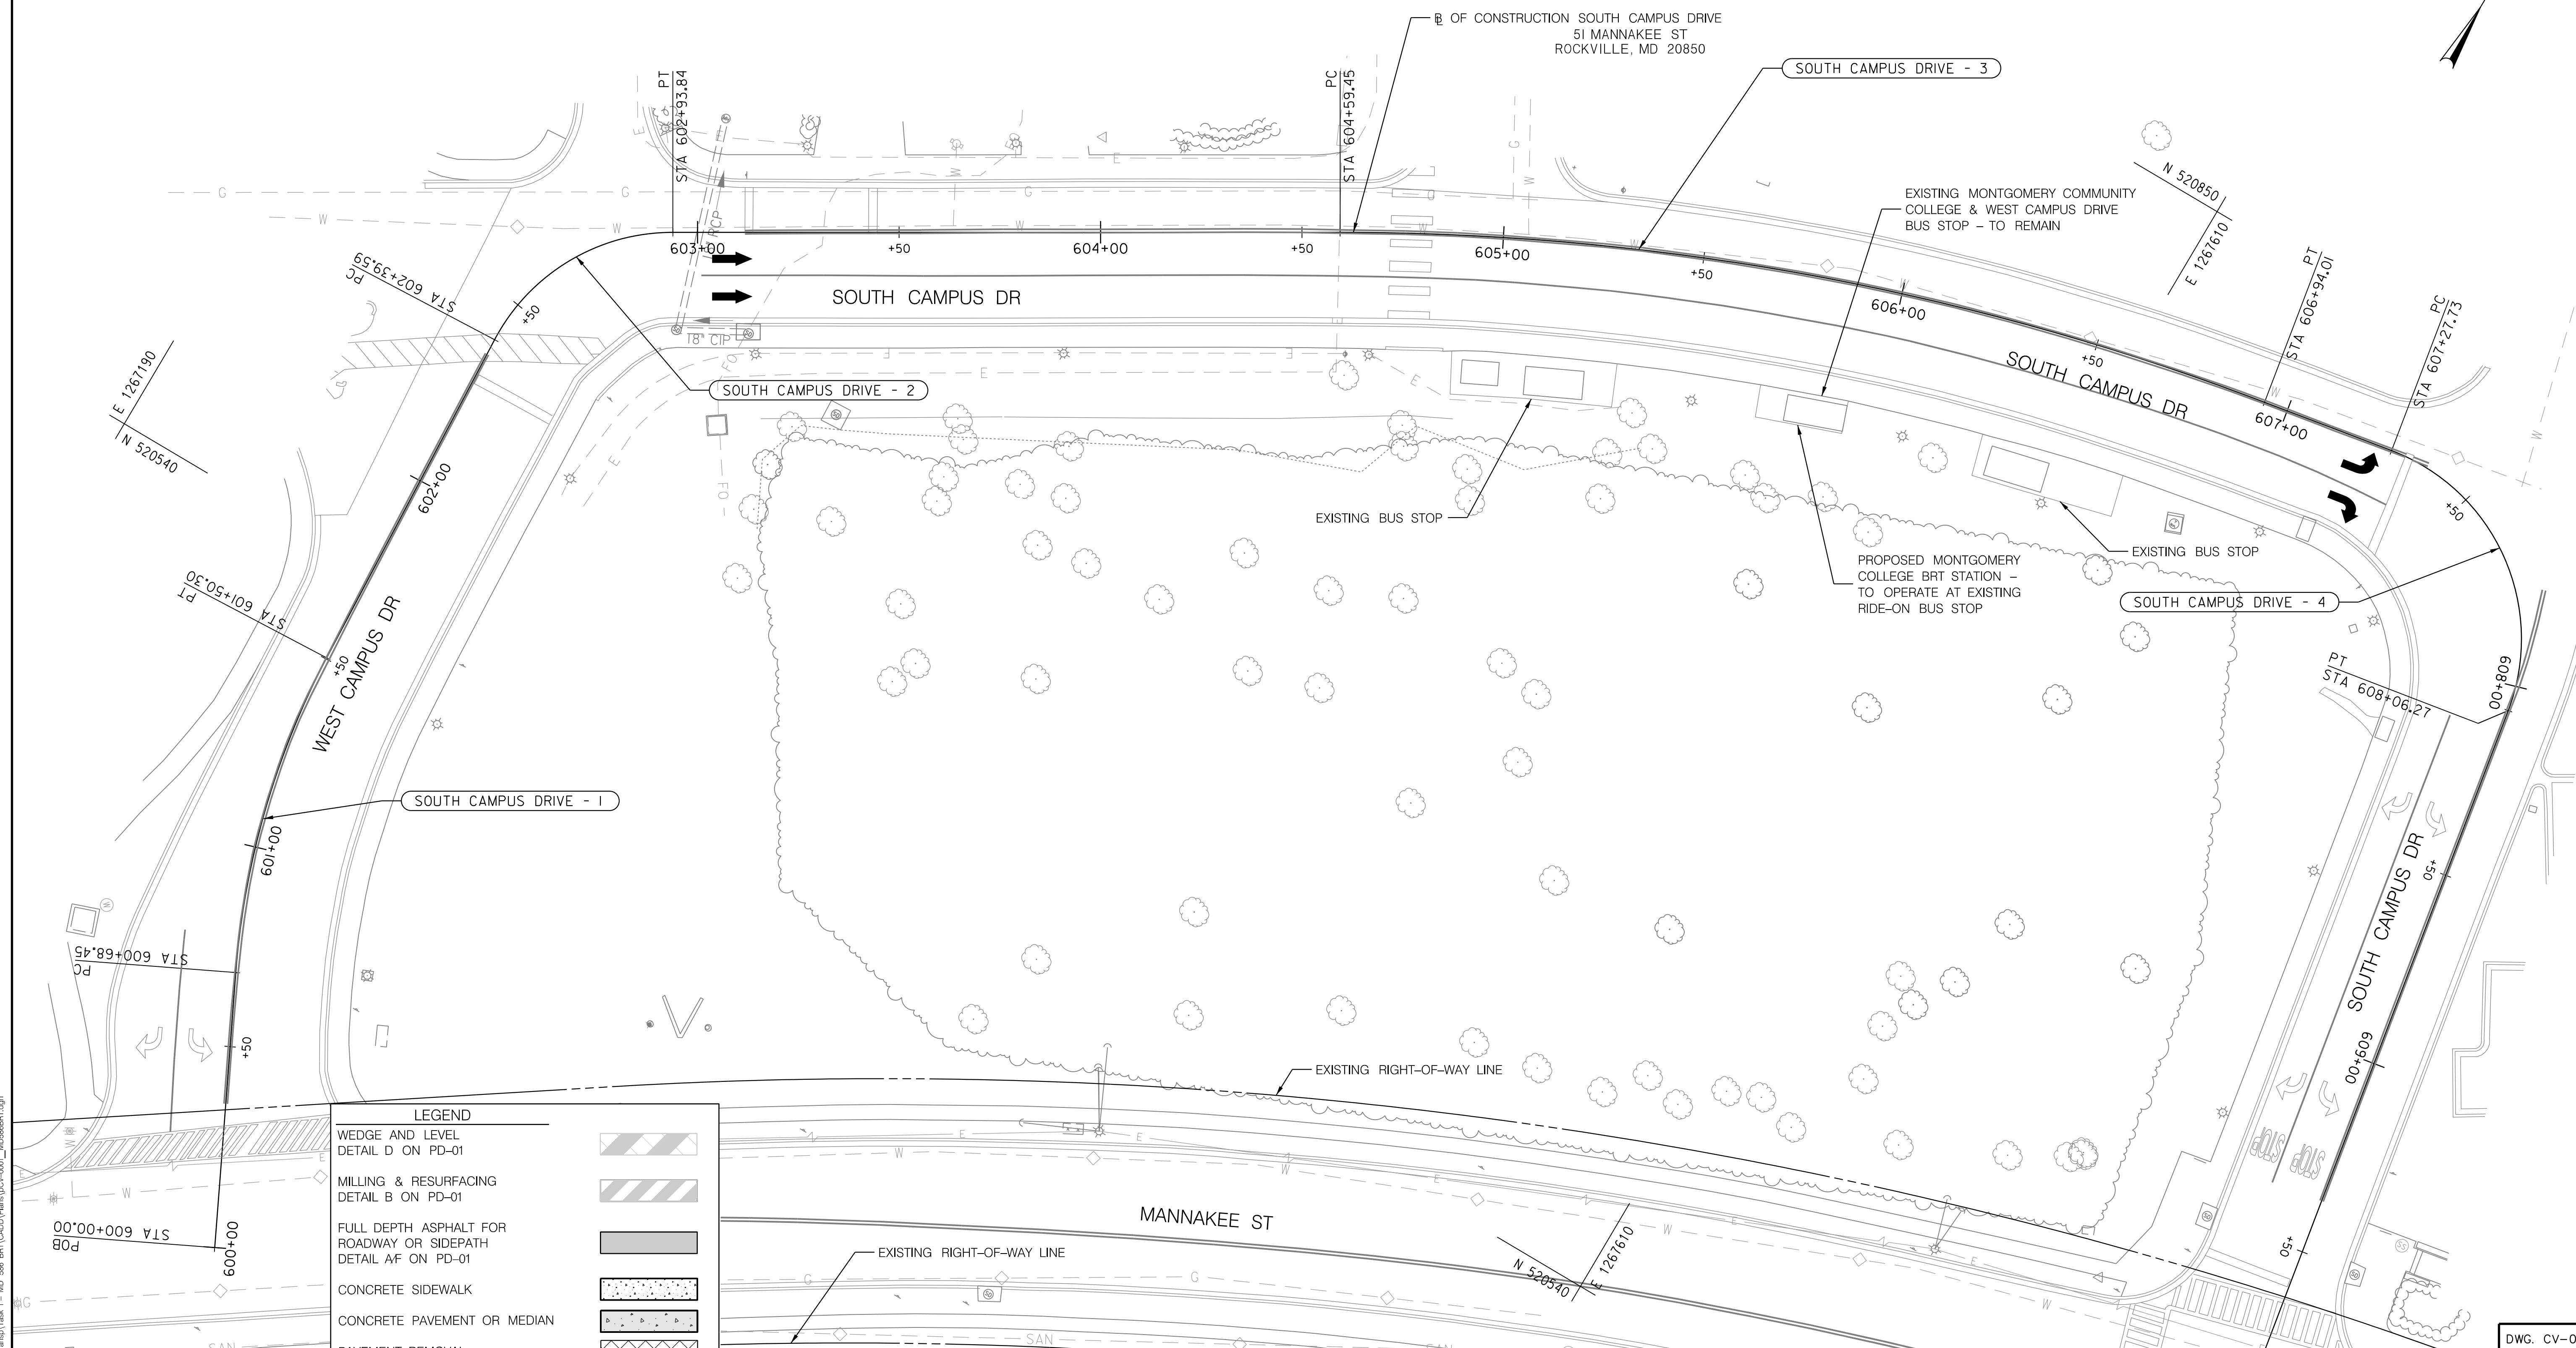 ℄ OF CONSTRUCTION SOUTH CAMPUS DRIVE
51 MANNAKEE ST
ROCKVILLE, MD 20850
SOUTH CAMPUS DRIVE - 3
PT
STA 602+93.84
PC
STA 604+59.45
EXISTING MONTGOMERY COMMUNITY
COLLEGE & WEST CAMPUS DRIVE
BUS STOP – TO REMAIN
N 520850
E 1267610
PT
STA 606+94.01
PC
STA 607+27.73
603+00
+50
604+00
+50
605+00
+50
606+00
+50
607+00
+50
RCP
18" CIP
SOUTH CAMPUS DR
SOUTH CAMPUS DR
PC
STA 602+39.59
+50
SOUTH CAMPUS DRIVE - 2
E 1267190
N 520540
602+00
EXISTING BUS STOP
EXISTING BUS STOP
PROPOSED MONTGOMERY
COLLEGE BRT STATION –
TO OPERATE AT EXISTING
RIDE–ON BUS STOP
SOUTH CAMPUS DRIVE - 4
PT
STA 601+50.30
+50
WEST CAMPUS DR
PT
STA 608+06.27
608+00
SOUTH CAMPUS DRIVE - 1
601+00
+50
SOUTH CAMPUS DR
PC
STA 600+68.45
+50
609+00
STOP
STOP
EXISTING RIGHT–OF–WAY LINE
MANNAKEE ST
EXISTING RIGHT–OF–WAY LINE
N 520540
E 1267610
+50
POB
STA 600+00.00
600+00
LEGEND
WEDGE AND LEVEL
DETAIL D ON PD–01
MILLING & RESURFACING
DETAIL B ON PD–01
FULL DEPTH ASPHALT FOR
ROADWAY OR SIDEPATH
DETAIL A/F ON PD–01
CONCRETE SIDEWALK
CONCRETE PAVEMENT OR MEDIAN
PAVEMENT REMOVAL
SAN
SAN
DWG. CV–0